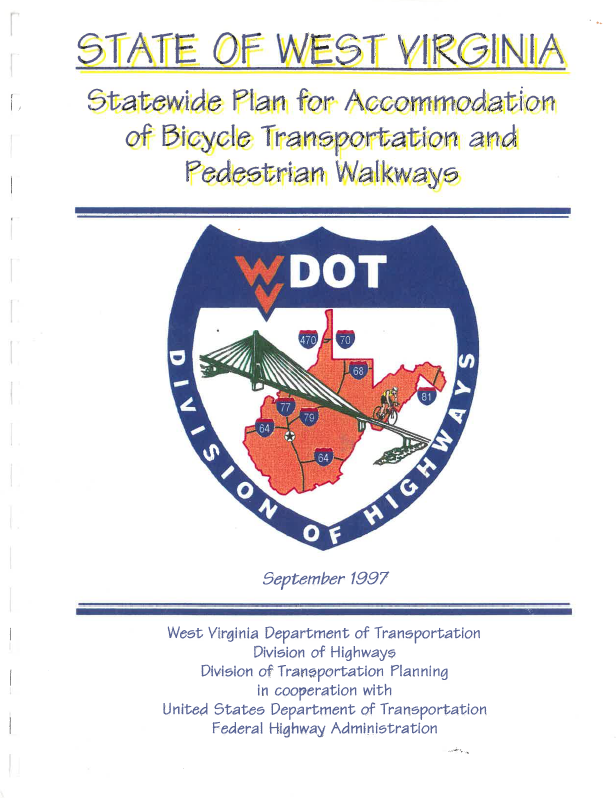 STATE OF WEST VIRGINIA
Statewide Plan for Accommodation
of Bicycle Transportation and
Pedestrian Walkways
WV DOT
470
70
68
81
77
79
64
64
DIVISION OF HIGHWAYS
September 1997
West Virginia Department of Transportation
Division of Highways
Division of Transportation Planning
in cooperation with
United States Department of Transportation
Federal Highway Administration